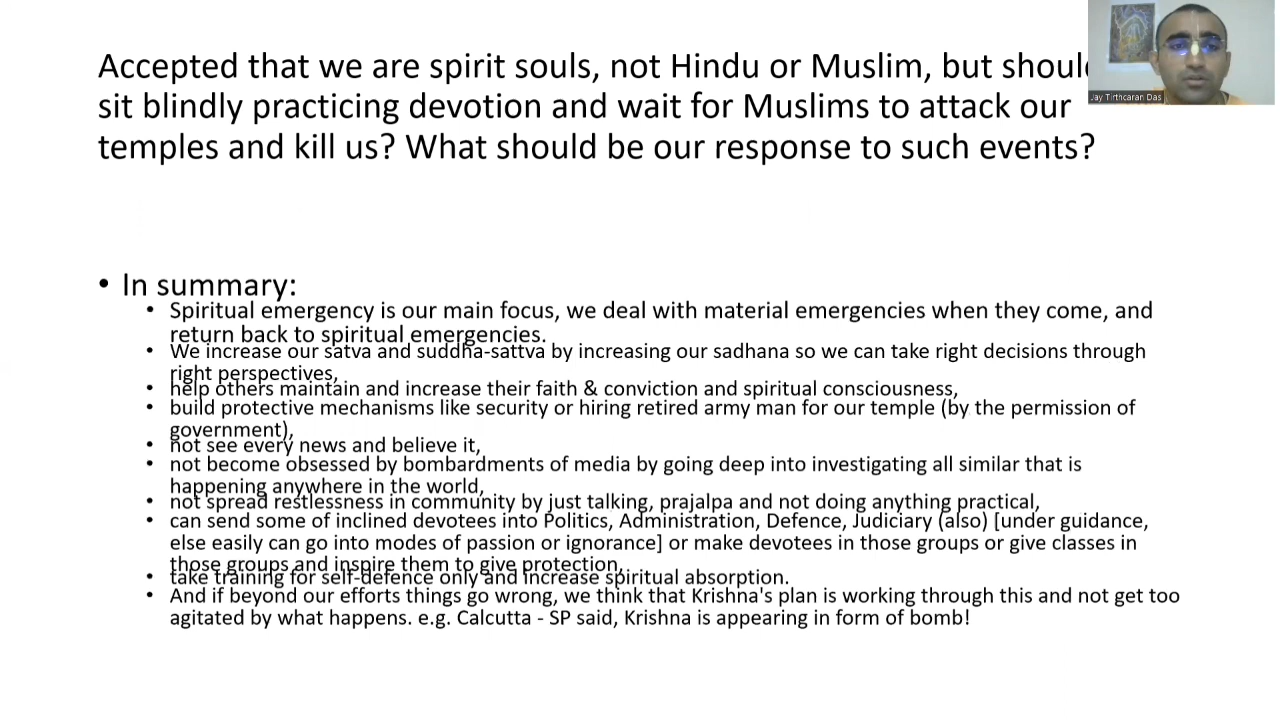 Accepted that we are spirit souls, not Hindu or Muslim, but shoul
sit blindly practicing devotion and wait for Muslims to attack our
temples and kill us? What should be our response to such events?
Jay Tirthcaran Das
• In summary:
• Spiritual emergency is our main focus, we deal with material emergencies when they come, and
return back to spiritual emergencies.
• We increase our satva and suddha-sattva by increasing our sadhana so we can take right decisions through
right perspectives,
• help others maintain and increase their faith & conviction and spiritual consciousness,
• build protective mechanisms like security or hiring retired army man for our temple (by the permission of
government),
• not see every news and believe it,
• not become obsessed by bombardments of media by going deep into investigating all similar that is
happening anywhere in the world,
• not spread restlessness in community by just talking, prajalpa and not doing anything practical,
• can send some of inclined devotees into Politics, Administration, Defence, Judiciary (also) [under guidance,
else easily can go into modes of passion or ignorance] or make devotees in those groups or give classes in
those groups and inspire them to give protection,
• take training for self-defence only and increase spiritual absorption.
• And if beyond our efforts things go wrong, we think that Krishna's plan is working through this and not get too
agitated by what happens. e.g. Calcutta - SP said, Krishna is appearing in form of bomb!